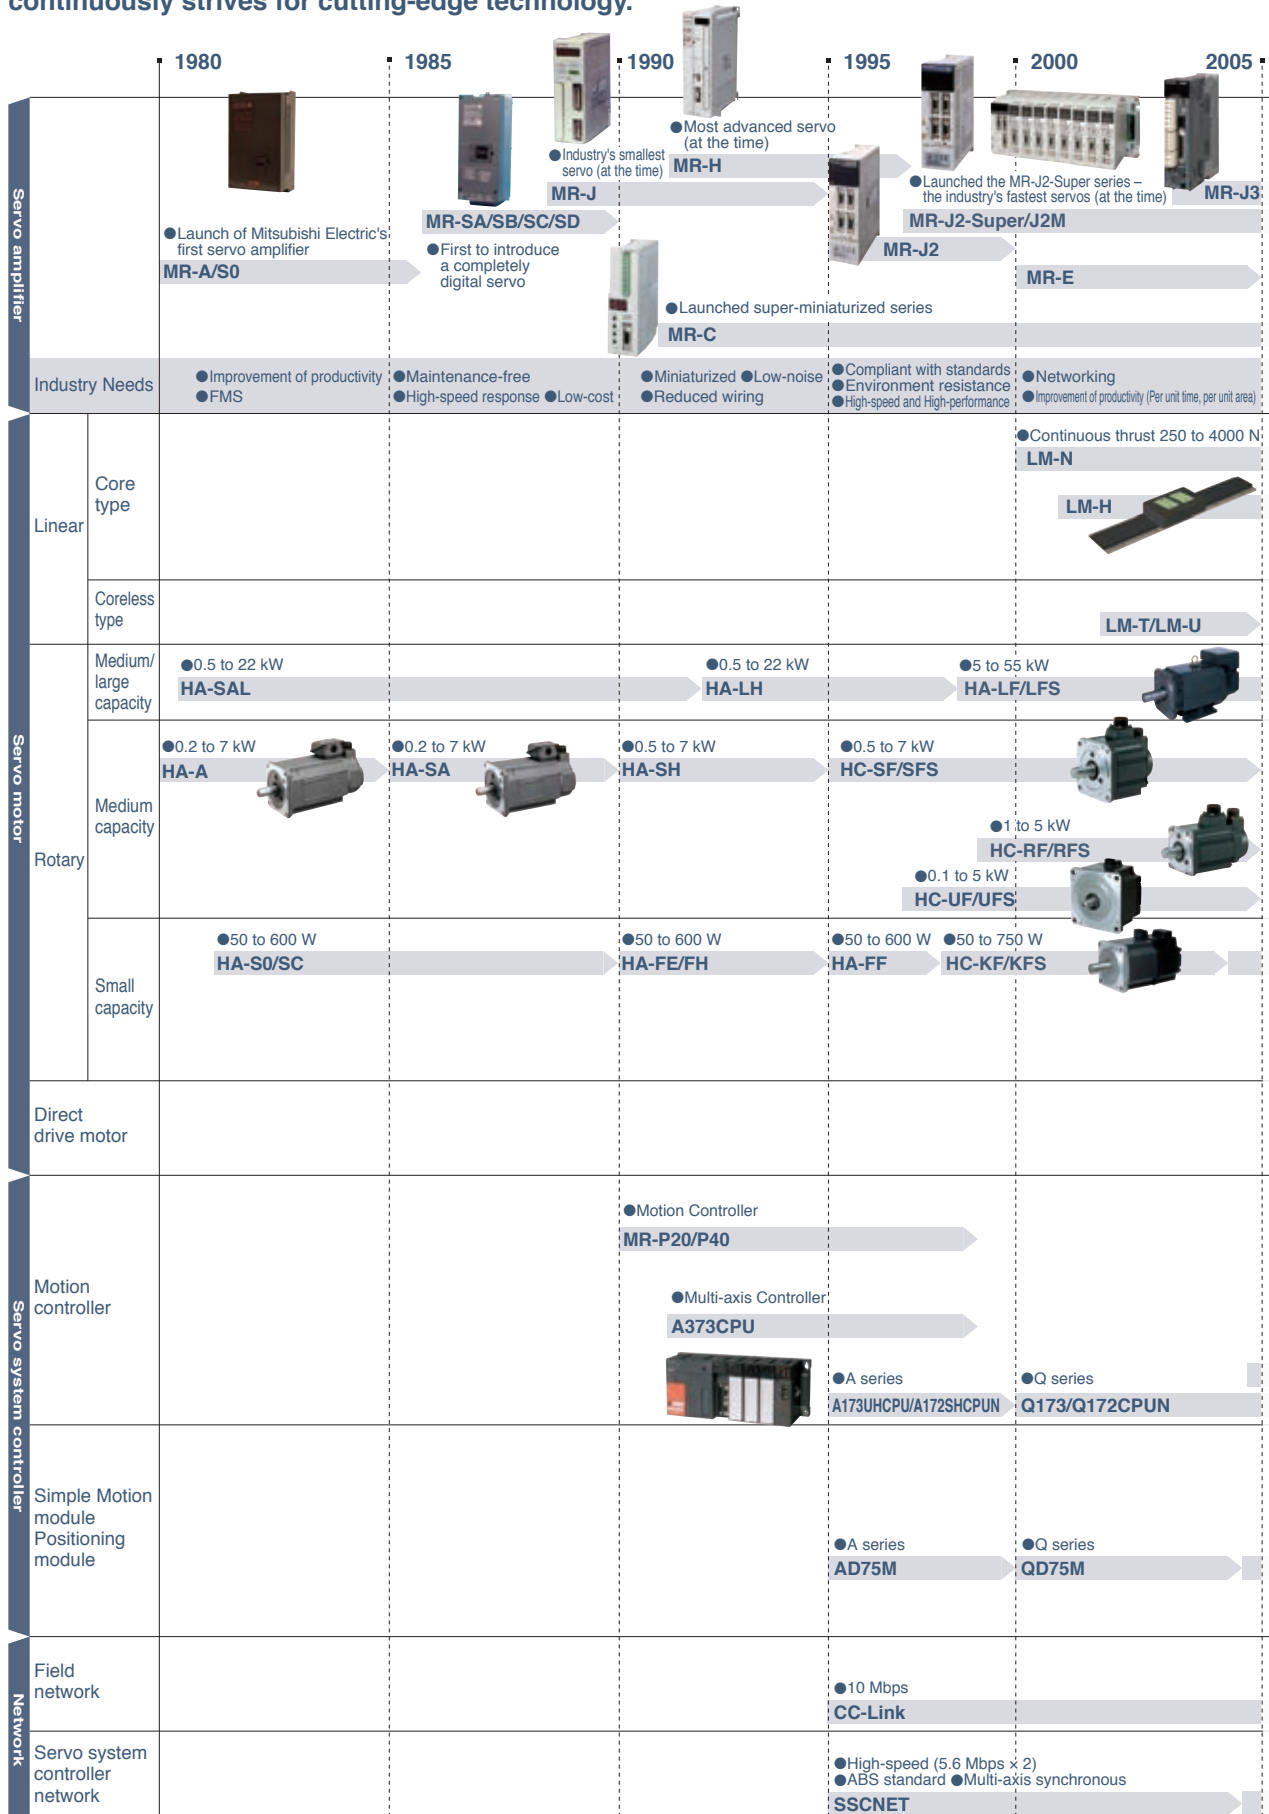 continuously strives for cutting-edge technology.
1980
1985
1990
1995
2000
2005
Servo amplifier
●Most advanced servo
(at the time)
MR-H
●Industry's smallest
servo (at the time)
MR-J
●Launched the MR-J2-Super series –
the industry's fastest servos (at the time)
MR-J3
MR-SA/SB/SC/SD
MR-J2-Super/J2M
●Launch of Mitsubishi Electric's
first servo amplifier
MR-A/S0
●First to introduce
a completely
digital servo
MR-J2
MR-E
●Launched super-miniaturized series
MR-C
Industry Needs
●Improvement of productivity
●FMS
●Maintenance-free
●High-speed response ●Low-cost
●Miniaturized ●Low-noise
●Reduced wiring
●Compliant with standards
●Environment resistance
●High-speed and High-performance
●Networking
●Improvement of productivity (Per unit time, per unit area)
Servo motor
Linear
Core
type
●Continuous thrust 250 to 4000 N
LM-N
LM-H
Coreless
type
LM-T/LM-U
Rotary
Medium/
large
capacity
●0.5 to 22 kW
HA-SAL
●0.5 to 22 kW
HA-LH
●5 to 55 kW
HA-LF/LFS
Medium
capacity
●0.2 to 7 kW
HA-A
●0.2 to 7 kW
HA-SA
●0.5 to 7 kW
HA-SH
●0.5 to 7 kW
HC-SF/SFS
●1 to 5 kW
HC-RF/RFS
●0.1 to 5 kW
HC-UF/UFS
Small
capacity
●50 to 600 W
HA-S0/SC
●50 to 600 W
HA-FE/FH
●50 to 600 W
HA-FF
●50 to 750 W
HC-KF/KFS
Direct
drive motor
Servo system controller
Motion
controller
●Motion Controller
MR-P20/P40
●Multi-axis Controller
A373CPU
●A series
A173UHCPU/A172SHCPUN
●Q series
Q173/Q172CPUN
Simple Motion
module
Positioning
module
●A series
AD75M
●Q series
QD75M
Network
Field
network
●10 Mbps
CC-Link
Servo system
controller
network
●High-speed (5.6 Mbps × 2)
●ABS standard ●Multi-axis synchronous
SSCNET